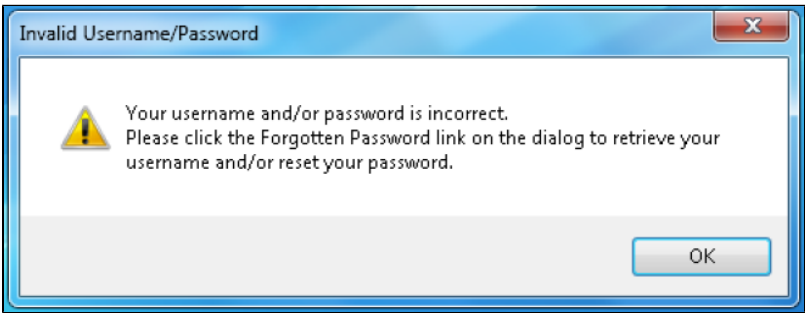 Invalid Username/Password
Your username and/or password is incorrect.
Please click the Forgotten Password link on the dialog to retrieve your
username and/or reset your password.
OK